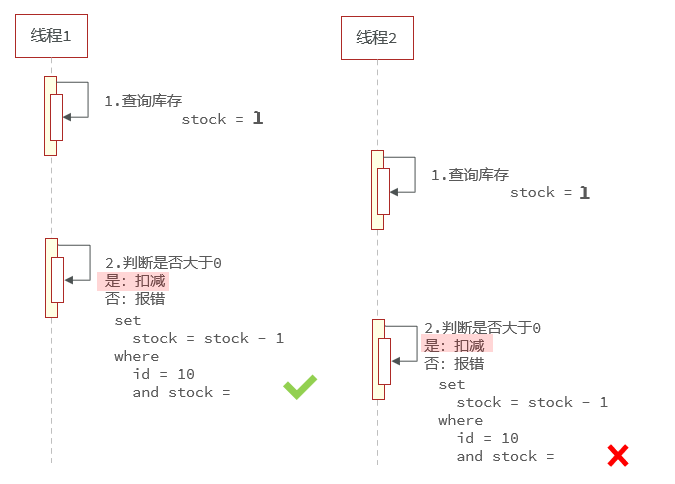 线程1
1.查询库存
stock = 1
2.判断是否大于0
是：扣减
否：报错
set
stock = stock - 1
where
id = 10
and stock =
线程2
1.查询库存
stock = 1
2.判断是否大于0
是：扣减
否：报错
set
stock = stock - 1
where
id = 10
and stock =